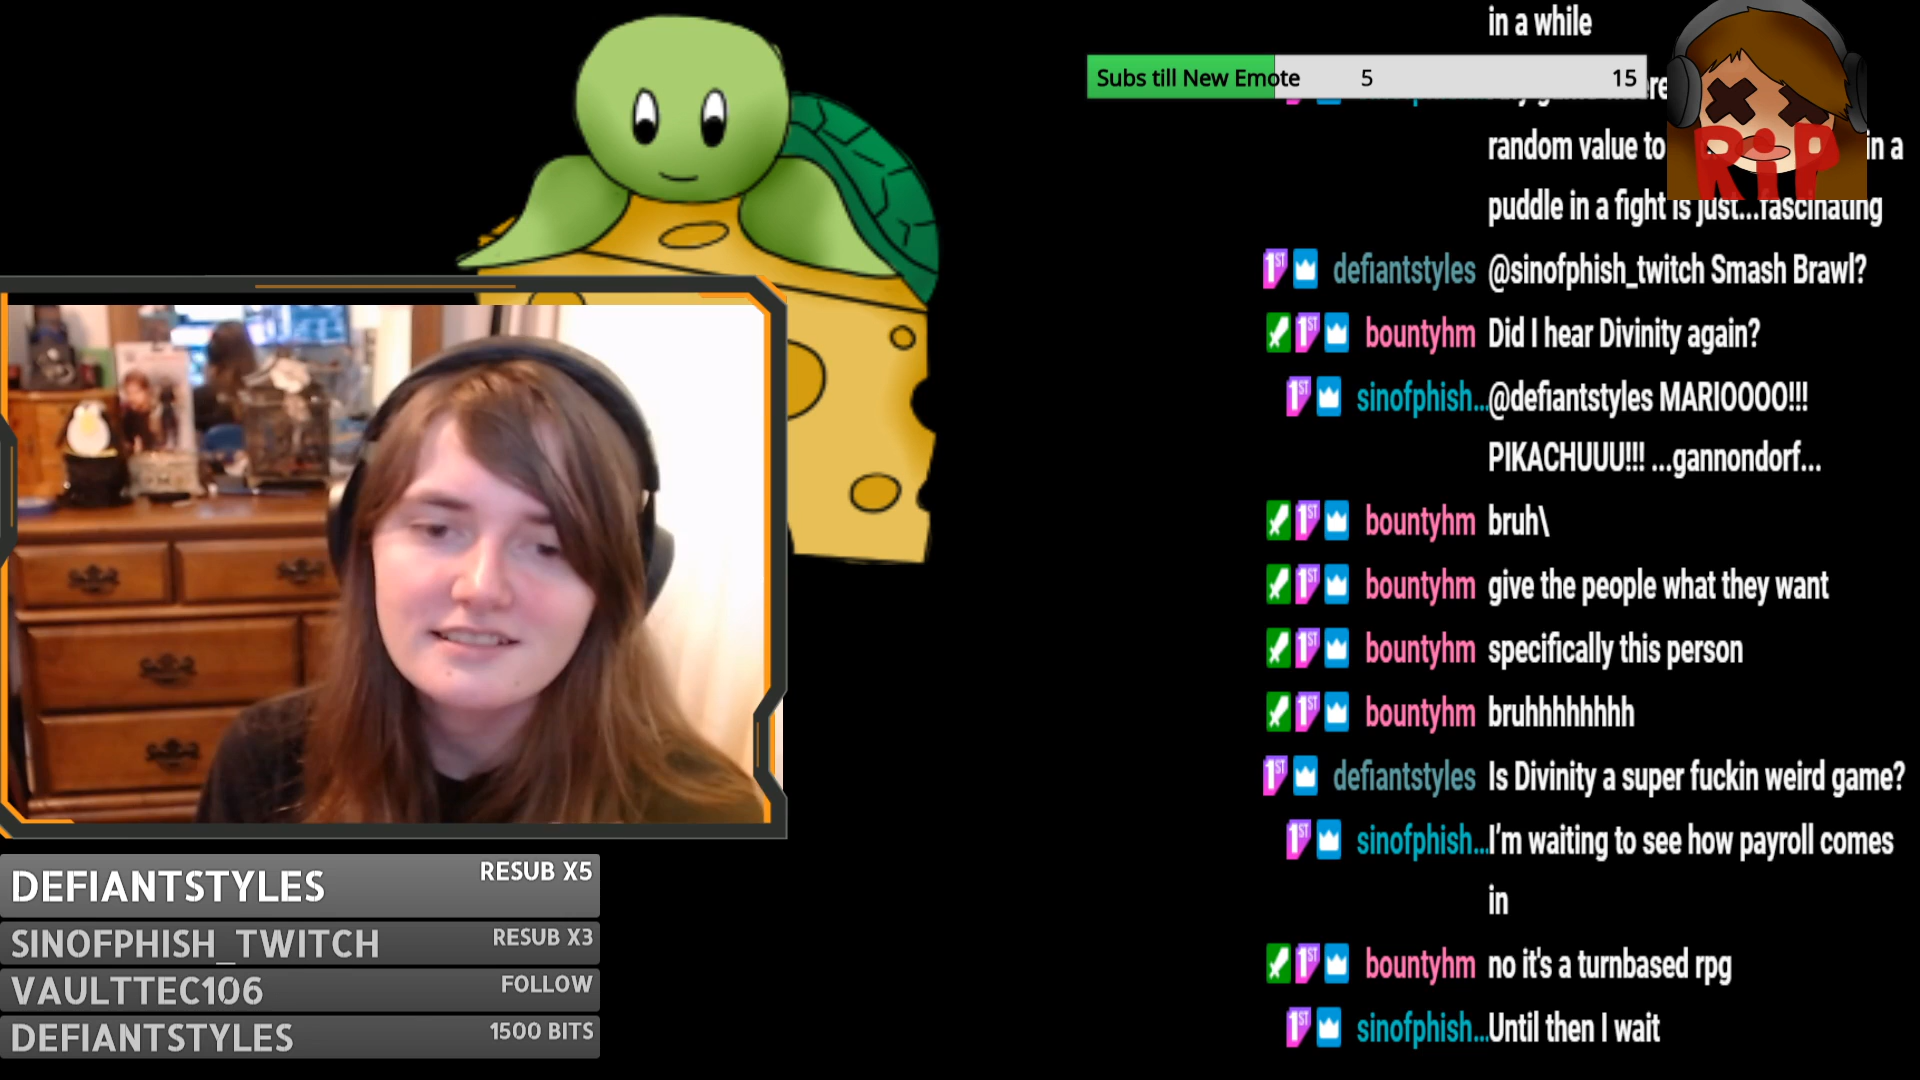 in a while
Subs till New Emote 5 15
random value to in a
RiP
puddle in a fight is just...fascinating
defiantstyles @sinofphish_twitch Smash Brawl?
bountyhm Did I hear Divinity again?
sinofphish... @defiantstyles MARIOOOO!!!
PIKACHUUU!!! ...gannondorf...
bountyhm bruh\
bountyhm give the people what they want
bountyhm specifically this person
bountyhm bruhhhhhhhh
defiantstyles Is Divinity a super fuckin weird game?
sinofphish... I'm waiting to see how payroll comes
in
bountyhm no it's a turnbased rpg
sinofphish... Until then I wait
DEFIANTSTYLES RESUB X5
SINOFPHISH_TWITCH RESUB X3
VAULTTEC106 FOLLOW
DEFIANTSTYLES 1500 BITS